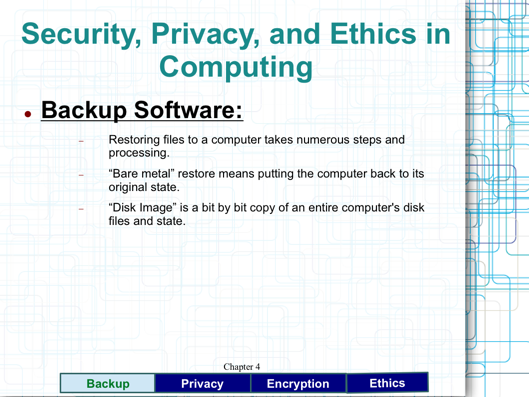 Security, Privacy, and Ethics in
Computing
● Backup Software:
– Restoring files to a computer takes numerous steps and
processing.
– “Bare metal” restore means putting the computer back to its
original state.
– “Disk Image” is a bit by bit copy of an entire computer's disk
files and state.
Chapter 4
Backup Privacy Encryption Ethics